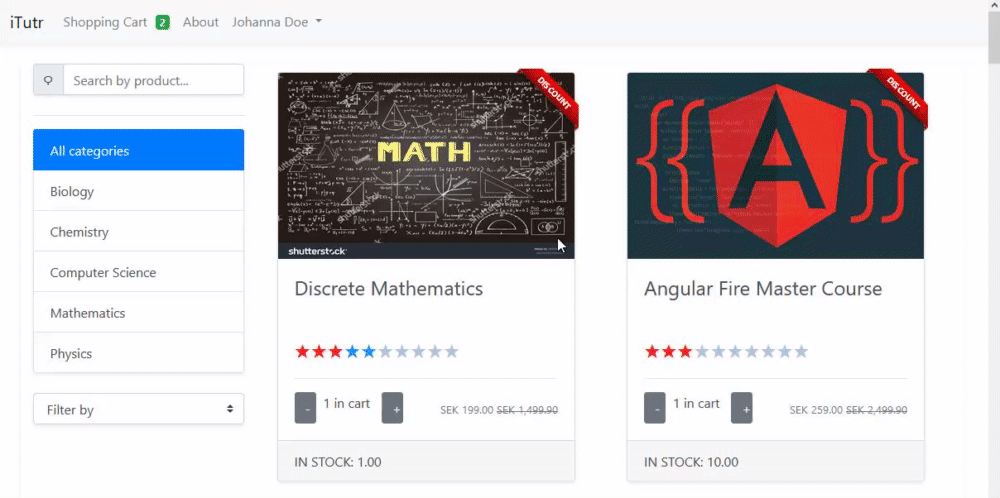 iTutr
Shopping Cart 2
About
Johanna Doe
Search by product...
All categories
Biology
Chemistry
Computer Science
Mathematics
Physics
Filter by
DISCOUNT
MATH
shutterstock
Discrete Mathematics
- 1 in cart +
SEK 199.00 SEK 1,499.90
IN STOCK: 1.00
DISCOUNT
{{A}}
Angular Fire Master Course
- 1 in cart +
SEK 259.00 SEK 2,499.90
IN STOCK: 10.00